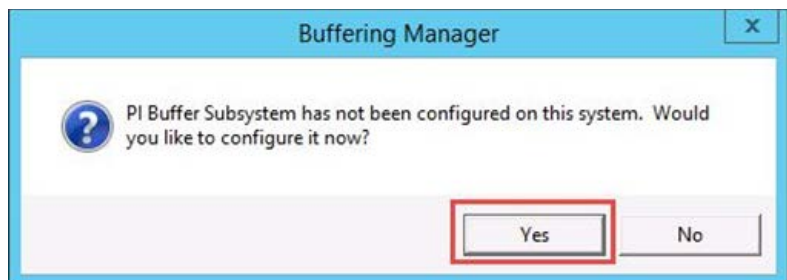 Buffering Manager
x
PI Buffer Subsystem has not been configured on this system.  Would
you like to configure it now?
Yes
No